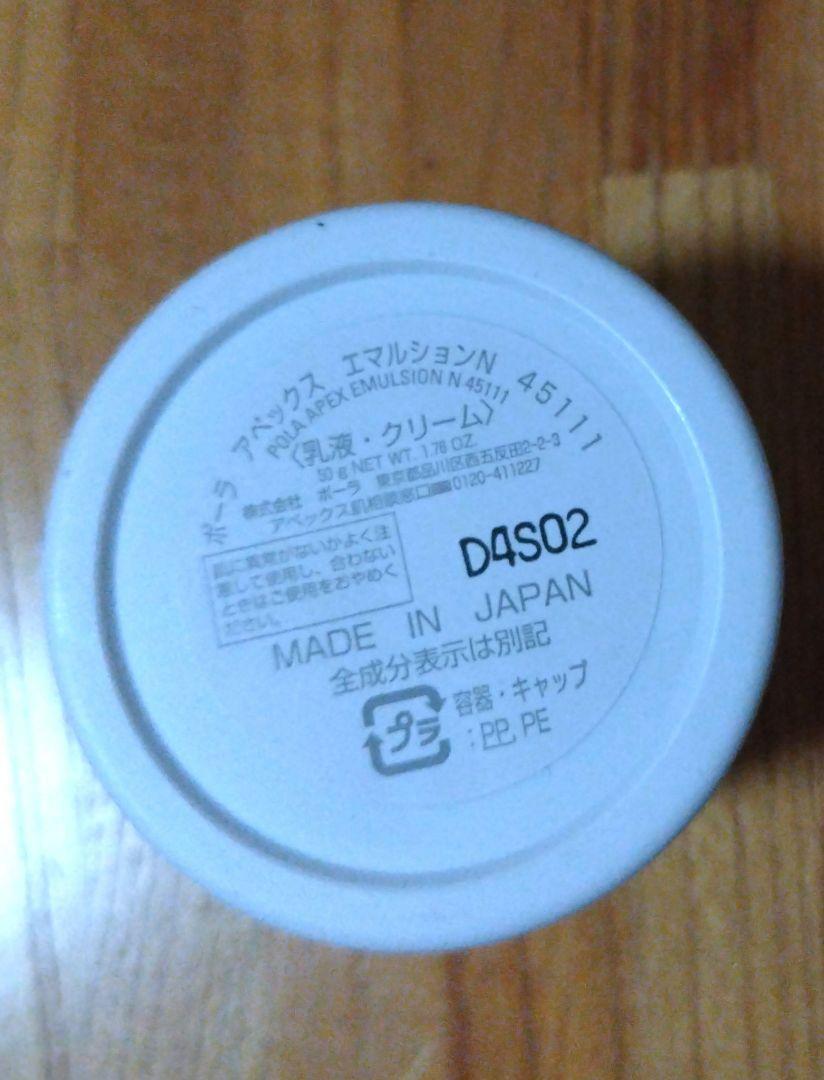 ポーラ アペックス エマルションN 45111
POLA APEX EMULSION N 45111
〈乳液・クリーム〉
50 g NET WT. 1.76 OZ.
株式会社 ポーラ 東京都品川区西五反田2-2-3
アペックス肌相談窓口 0120-411227
肌に異常がないかよく注
意して使用し、合わない
ときはご使用をおやめく
ださい。
D4S02
MADE IN JAPAN
全成分表示は別記
プラ
容器・キャップ
:PP, PE